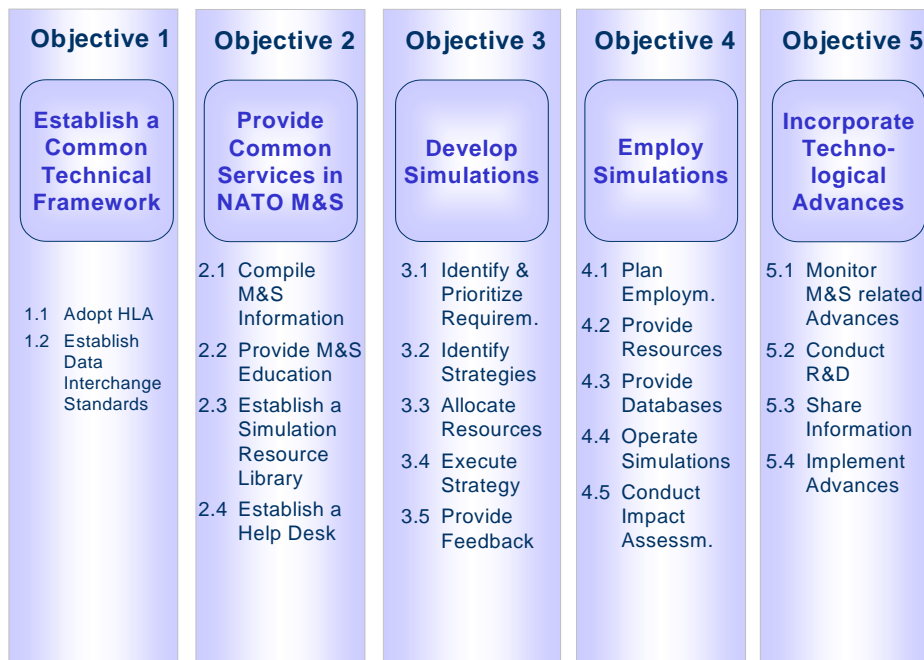 Objective 1
Establish a
Common
Technical
Framework
1.1 Adopt HLA
1.2 Establish
Data
Interchange
Standards
Objective 2
Provide
Common
Services in
NATO M&S
2.1 Compile
M&S
Information
2.2 Provide M&S
Education
2.3 Establish a
Simulation
Resource
Library
2.4 Establish a
Help Desk
Objective 3
Develop
Simulations
3.1 Identify &
Prioritize
Requirem.
3.2 Identify
Strategies
3.3 Allocate
Resources
3.4 Execute
Strategy
3.5 Provide
Feedback
Objective 4
Employ
Simulations
4.1 Plan
Employm.
4.2 Provide
Resources
4.3 Provide
Databases
4.4 Operate
Simulations
4.5 Conduct
Impact
Assessm.
Objective 5
Incorporate
Techno-
logical
Advances
5.1 Monitor
M&S related
Advances
5.2 Conduct
R&D
5.3 Share
Information
5.4 Implement
Advances